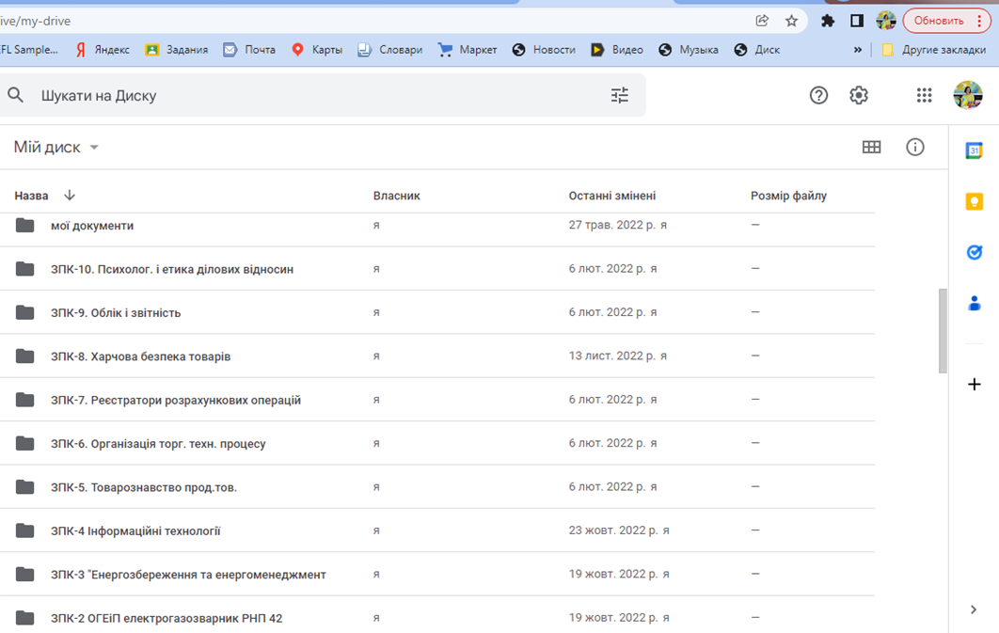 ive/my-drive
Обновить
FL Sample...
Яндекс
Задания
Почта
Карты
Словари
Маркет
Новости
Видео
Музыка
Диск
»
Другие закладки
Шукати на Диску
Мій диск
31
Назва
Власник
Останні змінені
Розмір файлу
мої документи я 27 трав. 2022 р. я —
ЗПК-10. Психолог. і етика ділових відносин я 6 лют. 2022 р. я —
ЗПК-9. Облік і звітність я 6 лют. 2022 р. я —
ЗПК-8. Харчова безпека товарів я 13 лист. 2022 р. я —
ЗПК-7. Реєстратори розрахункових операцій я 6 лют. 2022 р. я —
ЗПК-6. Організація торг. техн. процесу я 6 лют. 2022 р. я —
ЗПК-5. Товарознавство прод.тов. я 6 лют. 2022 р. я —
ЗПК-4 Інформаційні технології я 23 жовт. 2022 р. я —
ЗПК-3 "Енергозбереження та енергоменеджмент я 19 жовт. 2022 р. я —
ЗПК-2 ОГЕіП електрогазозварник РНП 42 я 19 жовт. 2022 р. я —